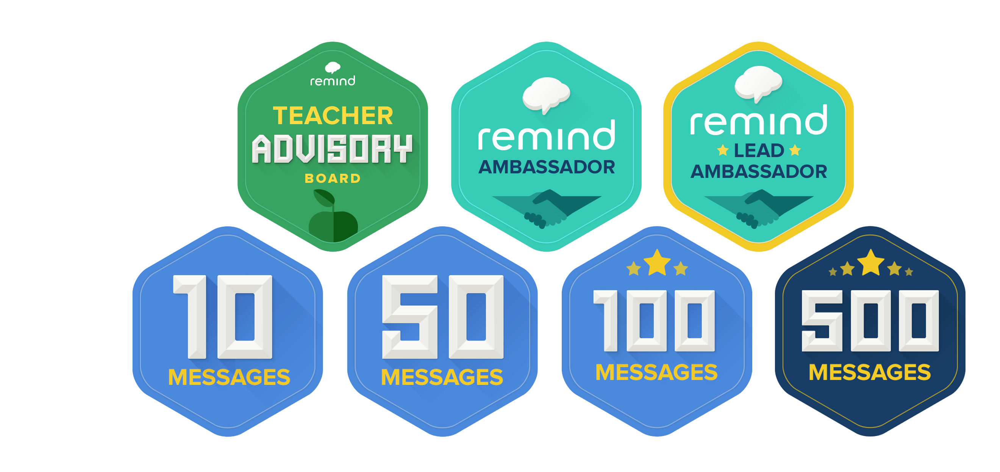 remind
TEACHER
ADVISORY
BOARD
remind
AMBASSADOR
remind
LEAD
AMBASSADOR
10
MESSAGES
50
MESSAGES
100
MESSAGES
500
MESSAGES